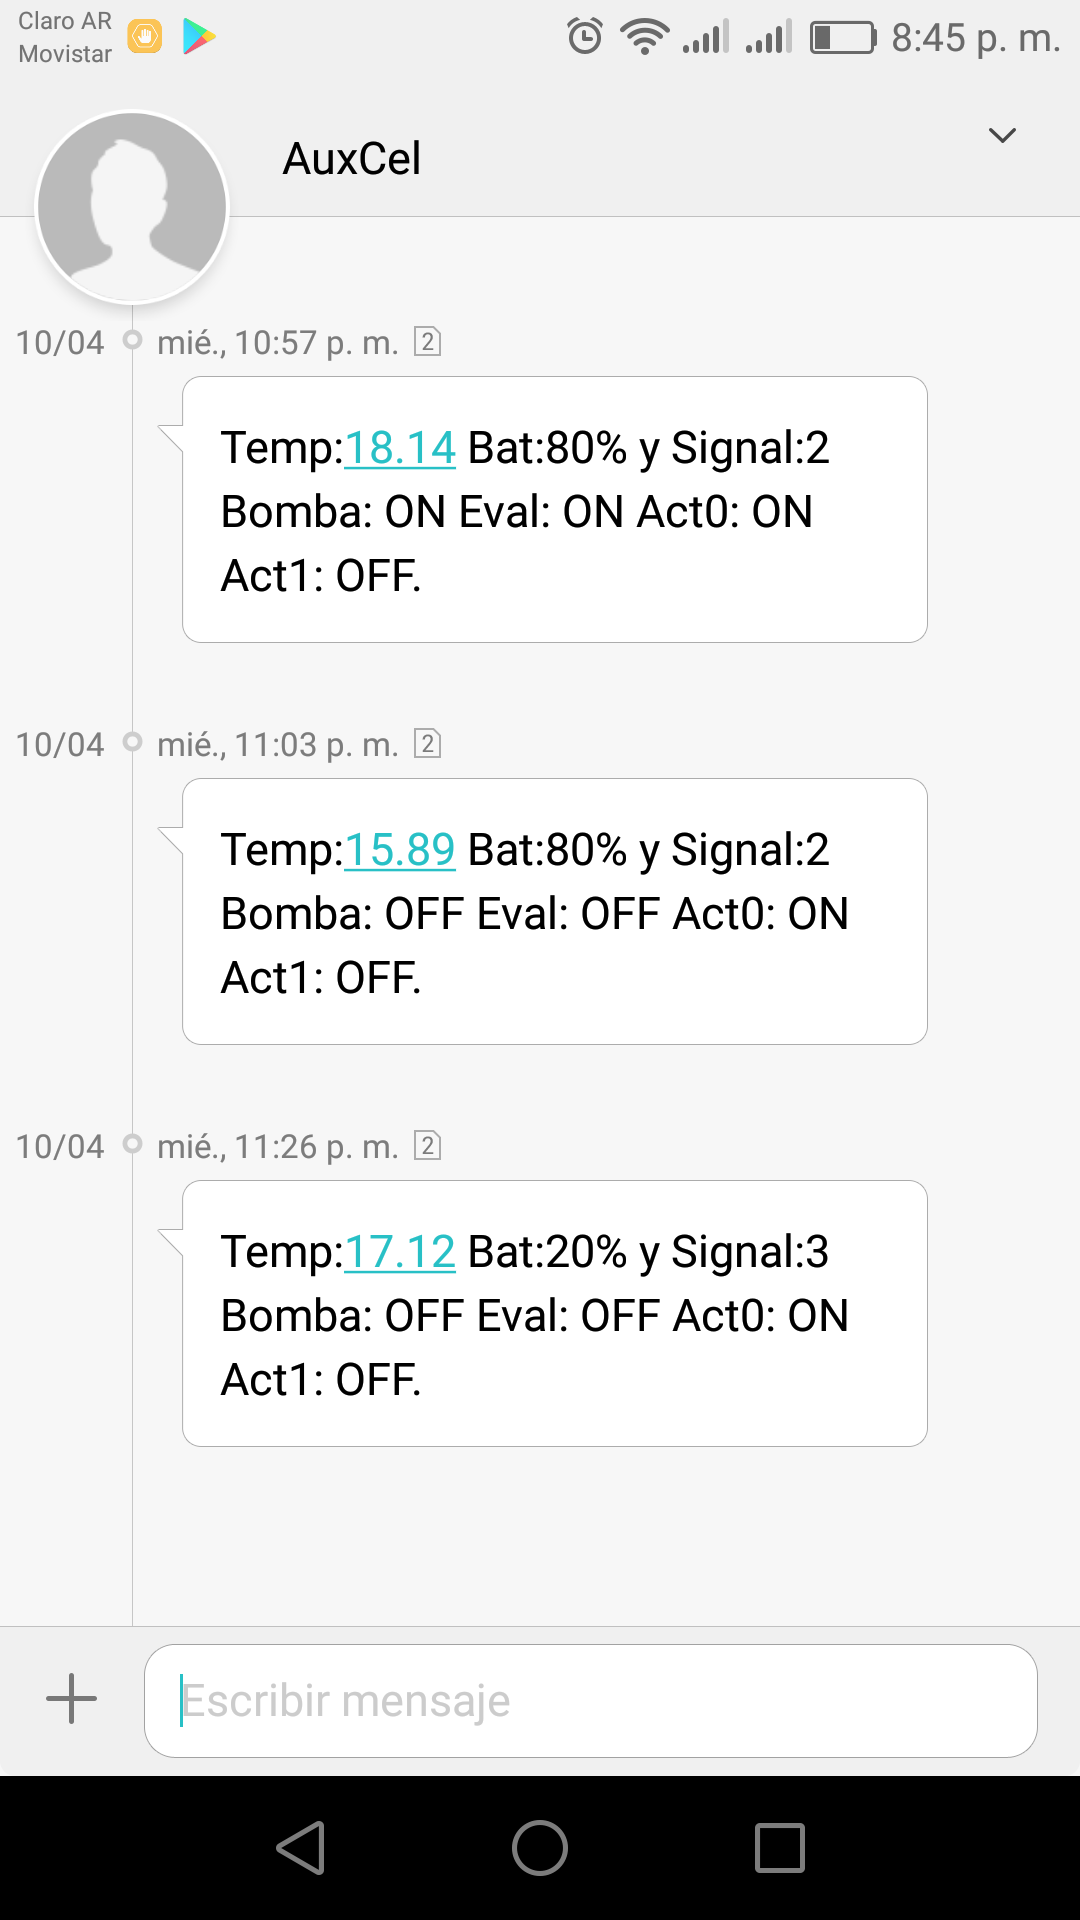 Claro AR
Movistar
8:45 p. m.
AuxCel
10/04 mié., 10:57 p. m. 2
Temp:18.14 Bat:80% y Signal:2
Bomba: ON Eval: ON Act0: ON
Act1: OFF.
10/04 mié., 11:03 p. m. 2
Temp:15.89 Bat:80% y Signal:2
Bomba: OFF Eval: OFF Act0: ON
Act1: OFF.
10/04 mié., 11:26 p. m. 2
Temp:17.12 Bat:20% y Signal:3
Bomba: OFF Eval: OFF Act0: ON
Act1: OFF.
Escribir mensaje